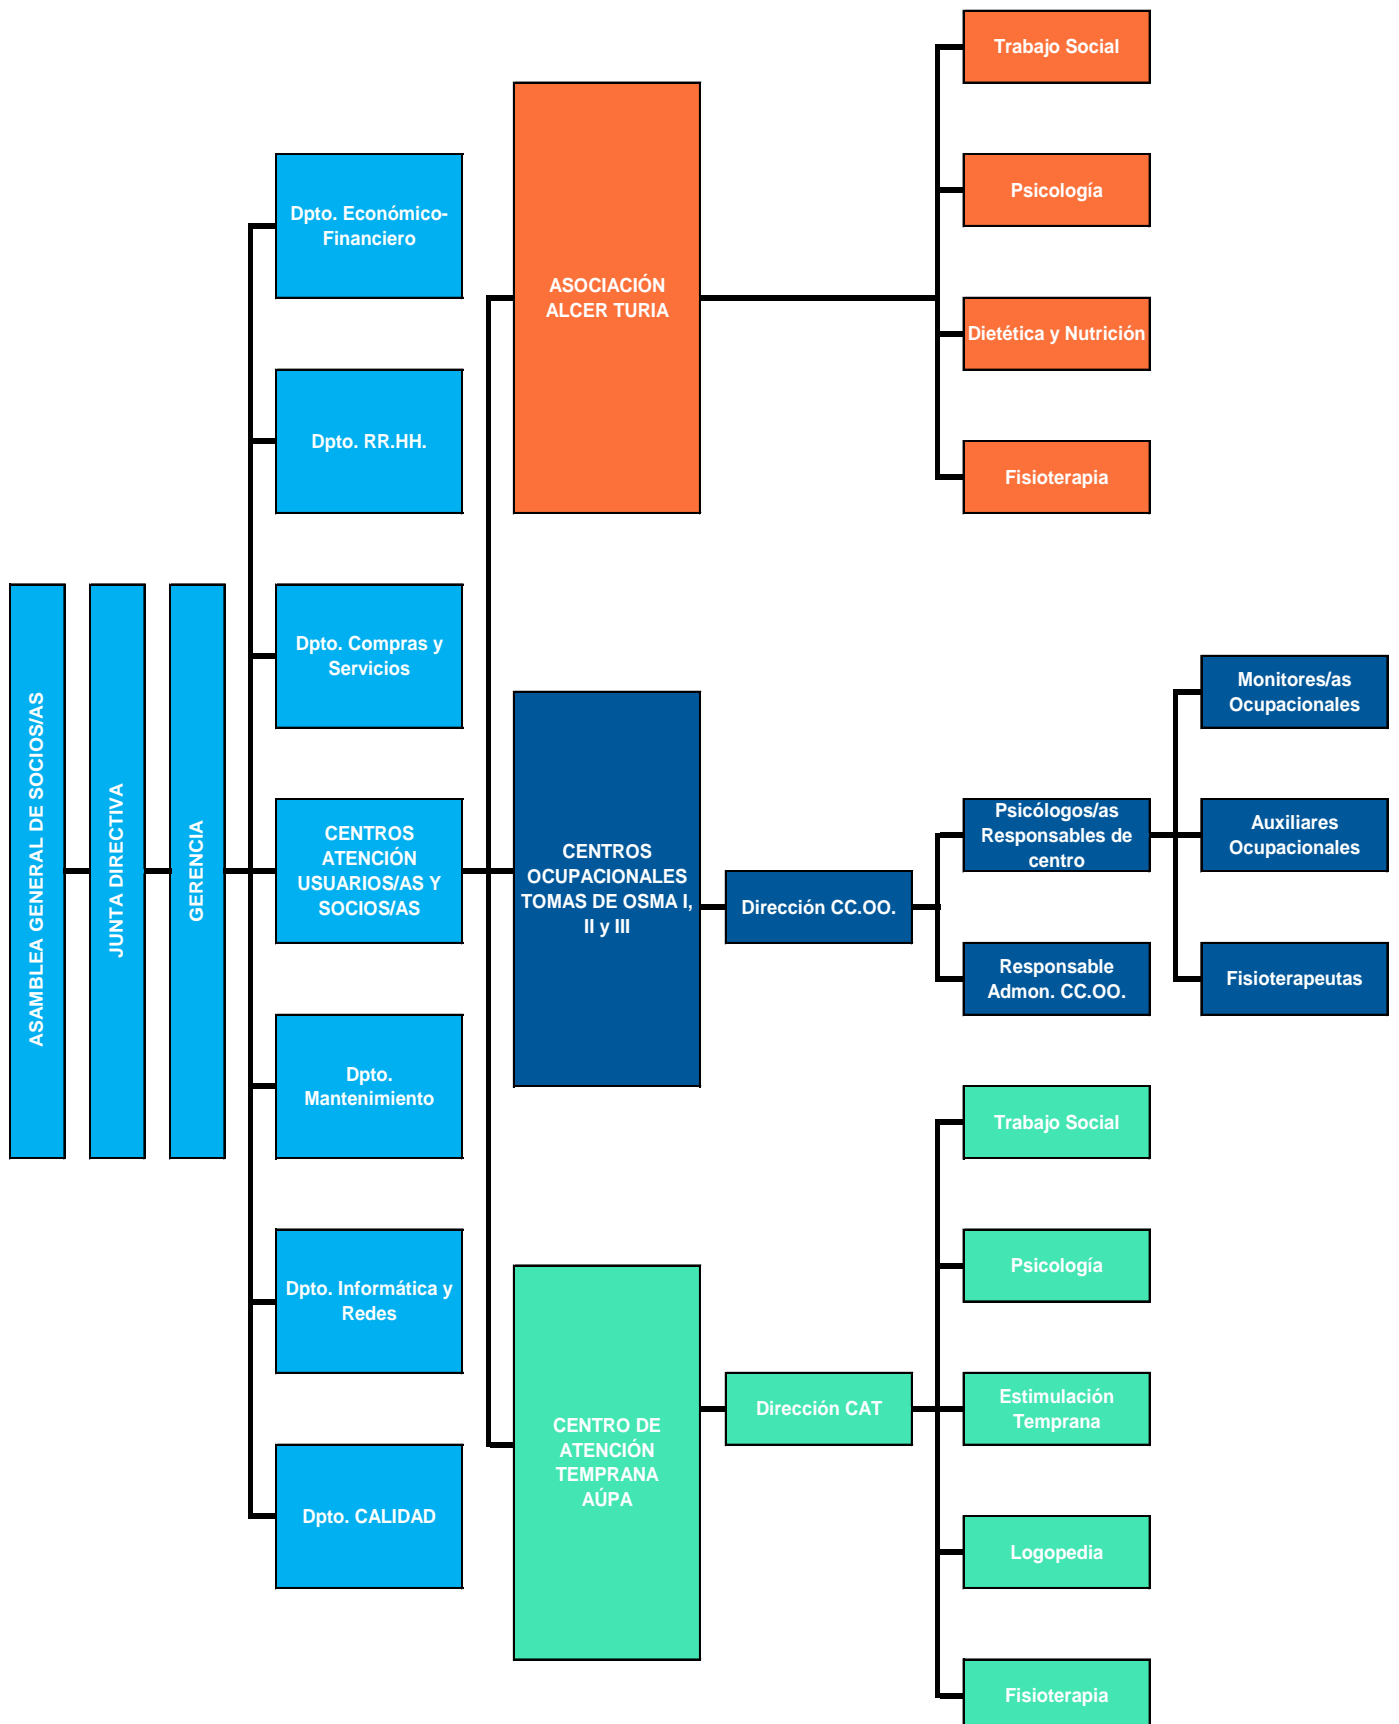 ASAMBLEA GENERAL DE SOCIOS/AS
JUNTA DIRECTIVA
GERENCIA
Dpto. Económico-
Financiero
Dpto. RR.HH.
Dpto. Compras y
Servicios
CENTROS
ATENCIÓN
USUARIOS/AS Y
SOCIOS/AS
Dpto.
Mantenimiento
Dpto. Informática y
Redes
Dpto. CALIDAD
ASOCIACIÓN
ALCER TURIA
Trabajo Social
Psicología
Dietética y Nutrición
Fisioterapia
CENTROS
OCUPACIONALES
TOMAS DE OSMA I,
II y III
Dirección CC.OO.
Psicólogos/as
Responsables de
centro
Responsable
Admon. CC.OO.
Monitores/as
Ocupacionales
Auxiliares
Ocupacionales
Fisioterapeutas
CENTRO DE
ATENCIÓN
TEMPRANA
AÚPA
Dirección CAT
Trabajo Social
Psicología
Estimulación
Temprana
Logopedia
Fisioterapia